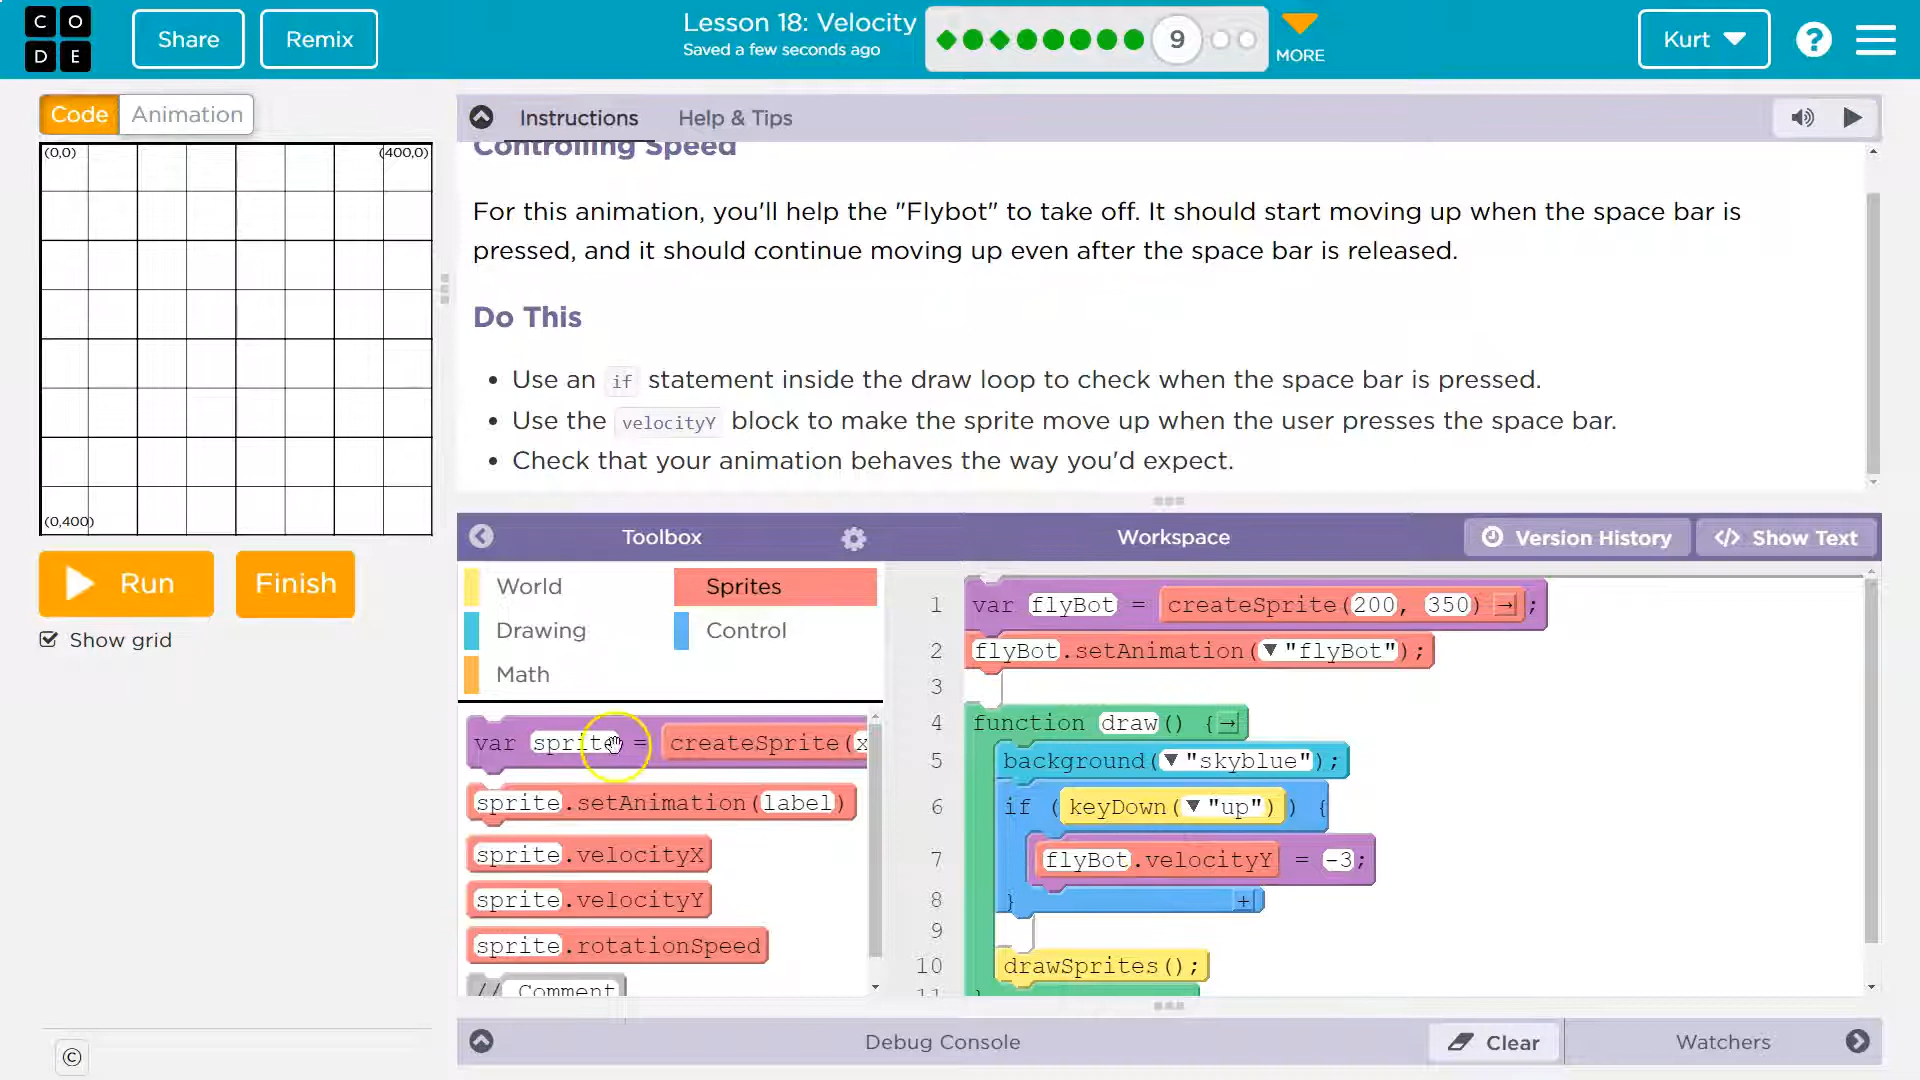 CODE
Share
Remix
Lesson 18: Velocity
Saved a few seconds ago
9
MORE
Kurt
?
Code
Animation
(0,0)
(400,0)
(0,400)
Run
Finish
Show grid
©
Instructions
Help & Tips
Controlling Speed
For this animation, you'll help the "Flybot" to take off. It should start moving up when the space bar is
pressed, and it should continue moving up even after the space bar is released.
Do This
• Use an if statement inside the draw loop to check when the space bar is pressed.
• Use the velocityY block to make the sprite move up when the user presses the space bar.
• Check that your animation behaves the way you'd expect.
Toolbox
World
Sprites
Drawing
Control
Math
var sprite = createSprite(x
sprite.setAnimation(label)
sprite.velocityX
sprite.velocityY
sprite.rotationSpeed
// Comment
Workspace
Version History
</> Show Text
1 var flyBot = createSprite(200, 350);
2 flyBot.setAnimation("flyBot");
3
4 function draw() {
5 background("skyblue");
6 if (keyDown("up")) {
7 flyBot.velocityY = -3;
8 }
9
10 drawSprites();
11 }
Debug Console
Clear
Watchers